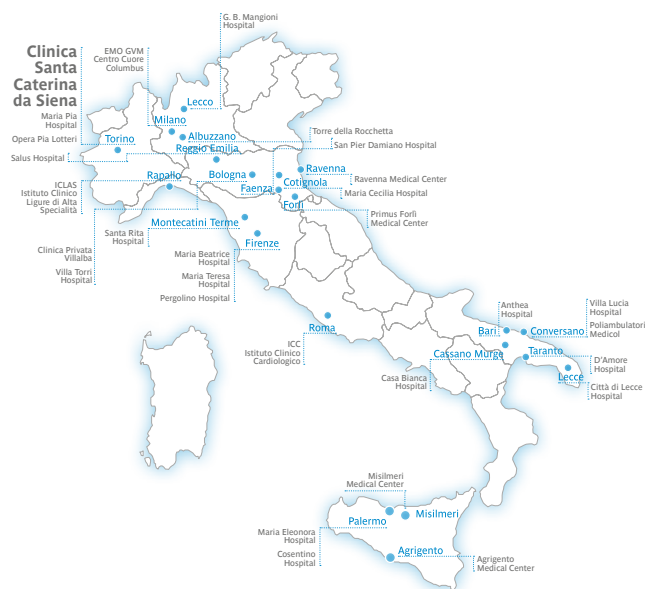 G. B. Mangioni
Hospital
Clinica
Santa
Caterina
da Siena
EMO GVM
Centro Cuore
Columbus
Maria Pia
Hospital
Opera Pia Lotteri
Salus Hospital
Lecco
Milano
Albuzzano
Torino
Reggio Emilia
Torre della Rocchetta
San Pier Damiano Hospital
Rapallo
Bologna
Ravenna
Ravenna Medical Center
Faenza
Cotignola
Maria Cecilia Hospital
Forlì
Primus Forlì
Medical Center
ICLAS
Istituto Clinico
Ligure di Alta
Specialità
Santa Rita
Hospital
Montecatini Terme
Firenze
Clinica Privata
Villalba
Villa Torri
Hospital
Maria Beatrice
Hospital
Maria Teresa
Hospital
Pergolino Hospital
Roma
ICC
Istituto Clinico
Cardiologico
Anthea
Hospital
Villa Lucia
Hospital
Poliambulatori
Medicol
Bari
Conversano
Cassano Murge
Taranto
D'Amore
Hospital
Lecce
Casa Bianca
Hospital
Città di Lecce
Hospital
Misilmeri
Medical Center
Palermo
Misilmeri
Maria Eleonora
Hospital
Cosentino
Hospital
Agrigento
Agrigento
Medical Center